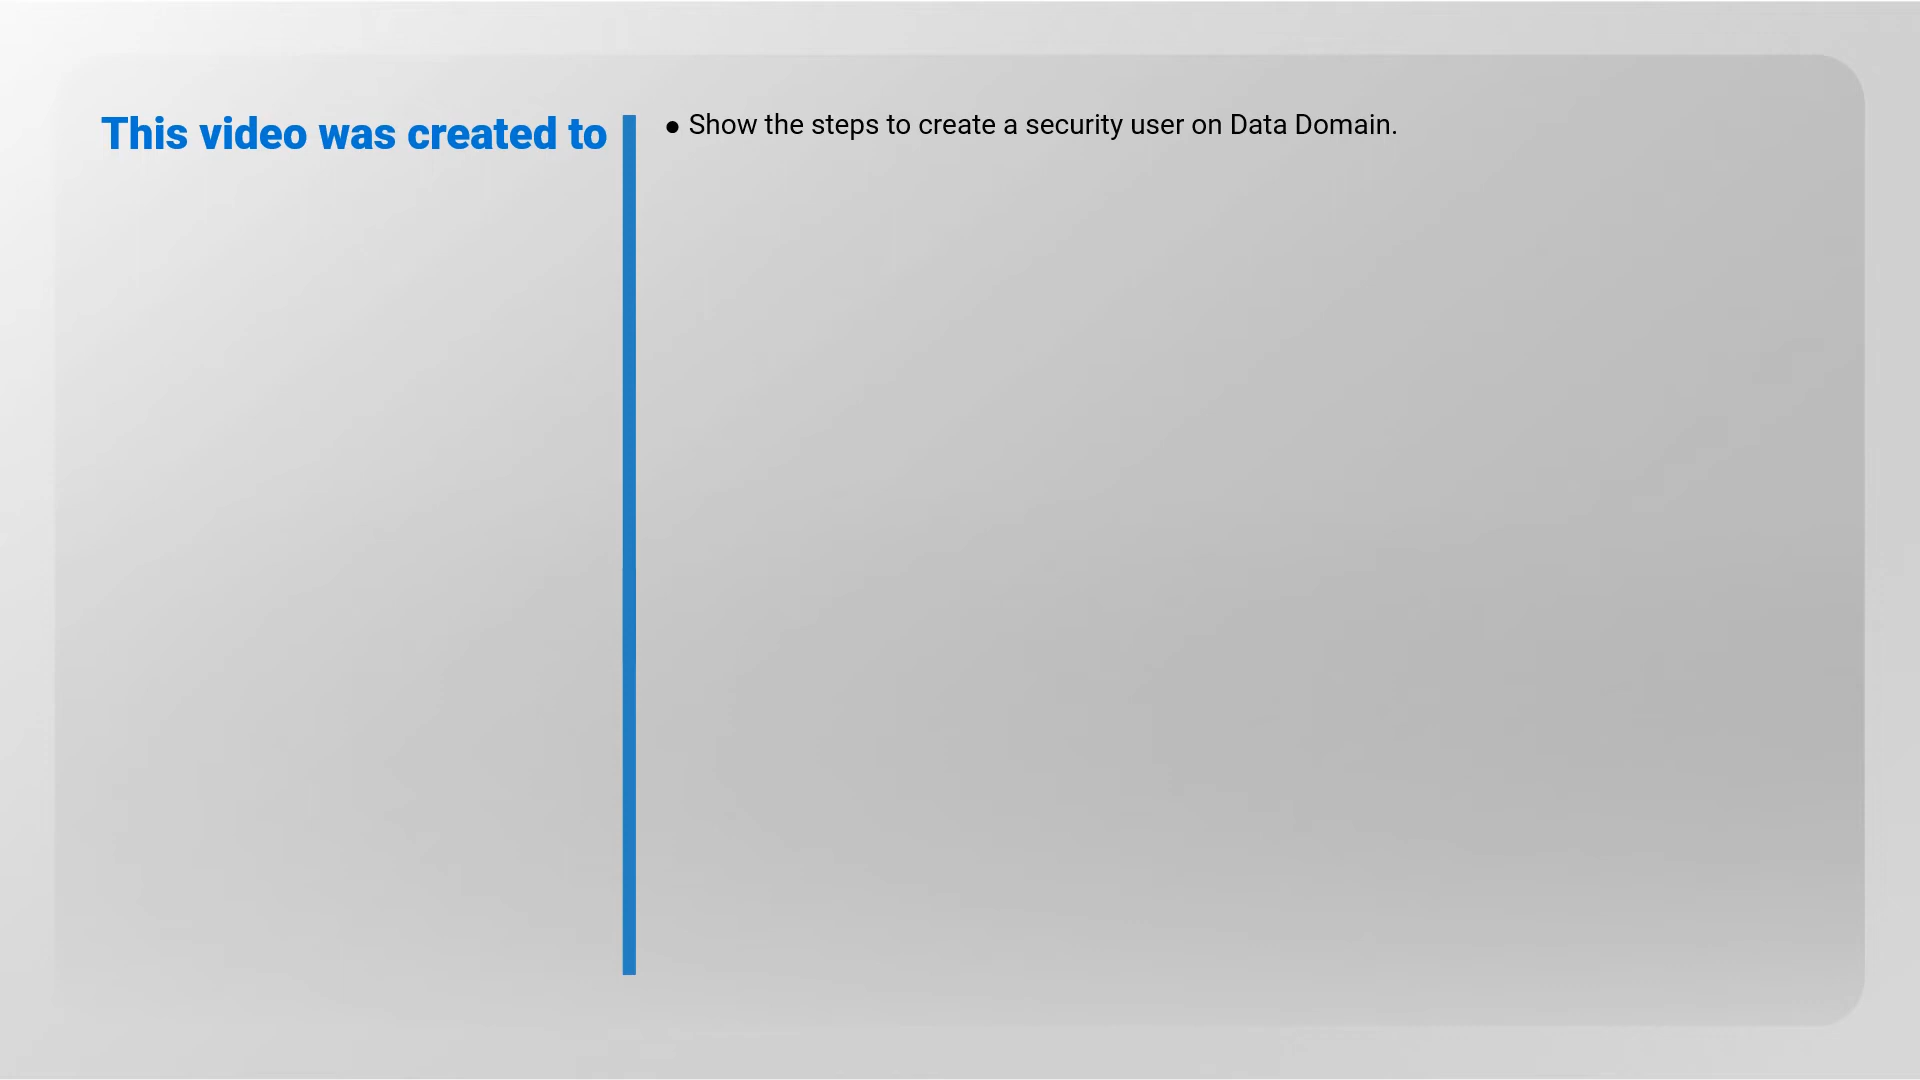 This video was created to
● Show the steps to create a security user on Data Domain.